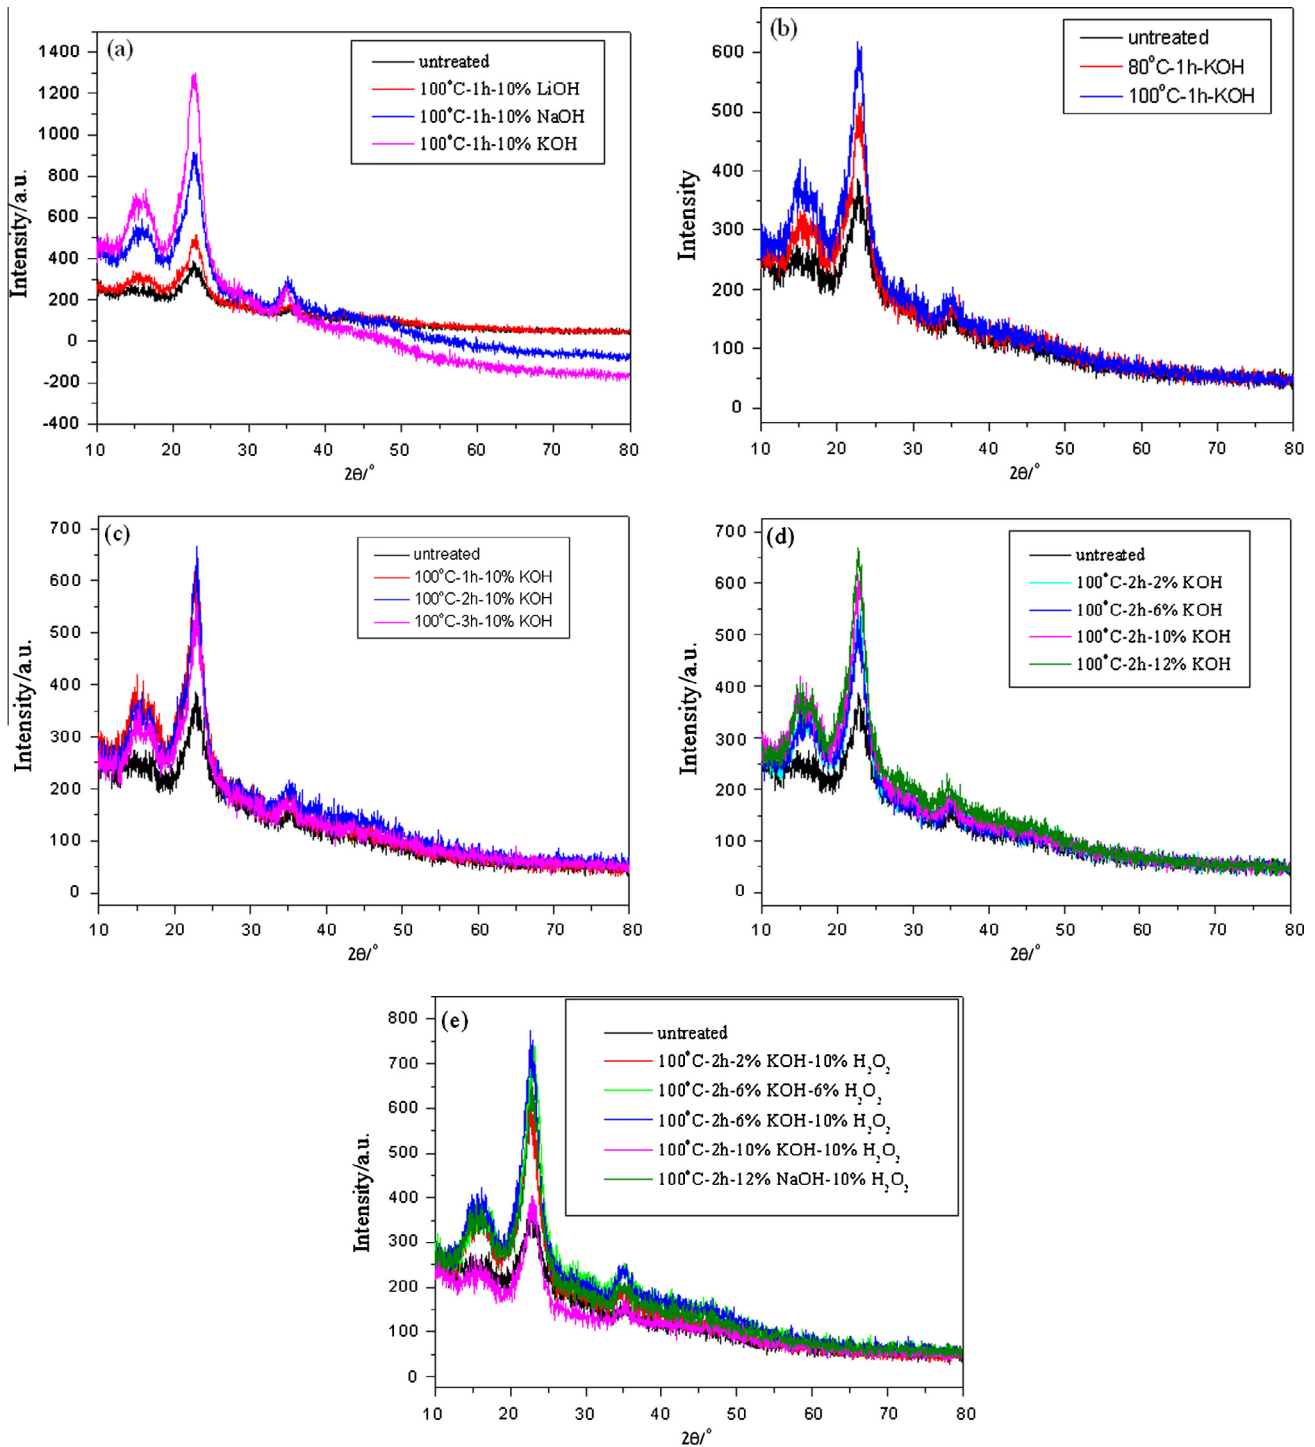 (a)
untreated
100°C-1h-10% LiOH
100°C-1h-10% NaOH
100°C-1h-10% KOH
Intensity/a.u.
1400
1200
1000
800
600
400
200
0
-200
-400
10 20 30 40 50 60 70 80
2θ/°
(b)
untreated
80°C-1h-KOH
100°C-1h-KOH
Intensity
600
500
400
300
200
100
0
10 20 30 40 50 60 70 80
2θ/°
(c)
untreated
100°C-1h-10% KOH
100°C-2h-10% KOH
100°C-3h-10% KOH
Intensity/a.u.
700
600
500
400
300
200
100
0
10 20 30 40 50 60 70 80
2θ/°
(d)
untreated
100°C-2h-2% KOH
100°C-2h-6% KOH
100°C-2h-10% KOH
100°C-2h-12% KOH
Intensity/a.u.
700
600
500
400
300
200
100
0
10 20 30 40 50 60 70 80
2θ/°
(e)
untreated
100°C-2h-2% KOH-10% H₂O₂
100°C-2h-6% KOH-6% H₂O₂
100°C-2h-6% KOH-10% H₂O₂
100°C-2h-10% KOH-10% H₂O₂
100°C-2h-12% NaOH-10% H₂O₂
Intensity/a.u.
800
700
600
500
400
300
200
100
0
10 20 30 40 50 60 70 80
2θ/°